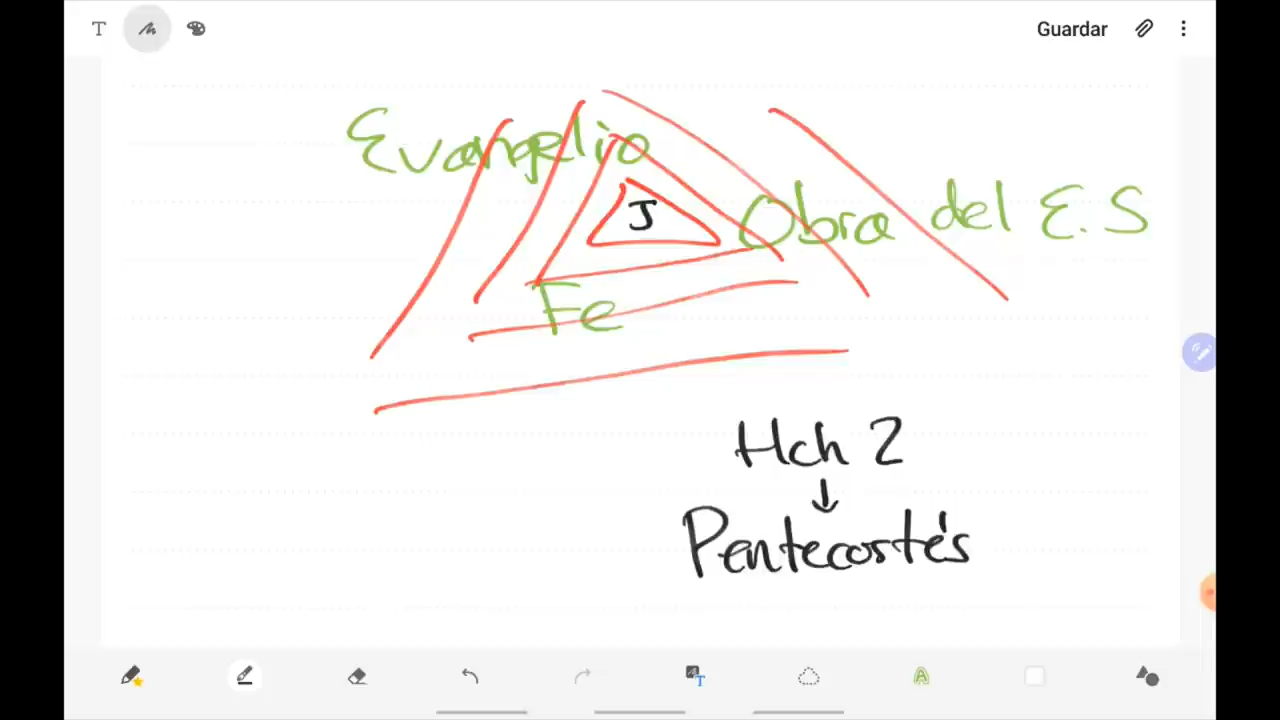 T
Guardar
Evangelio
J
Obra del E.S
Fe
Hch 2
↓
Pentecostés
T
A